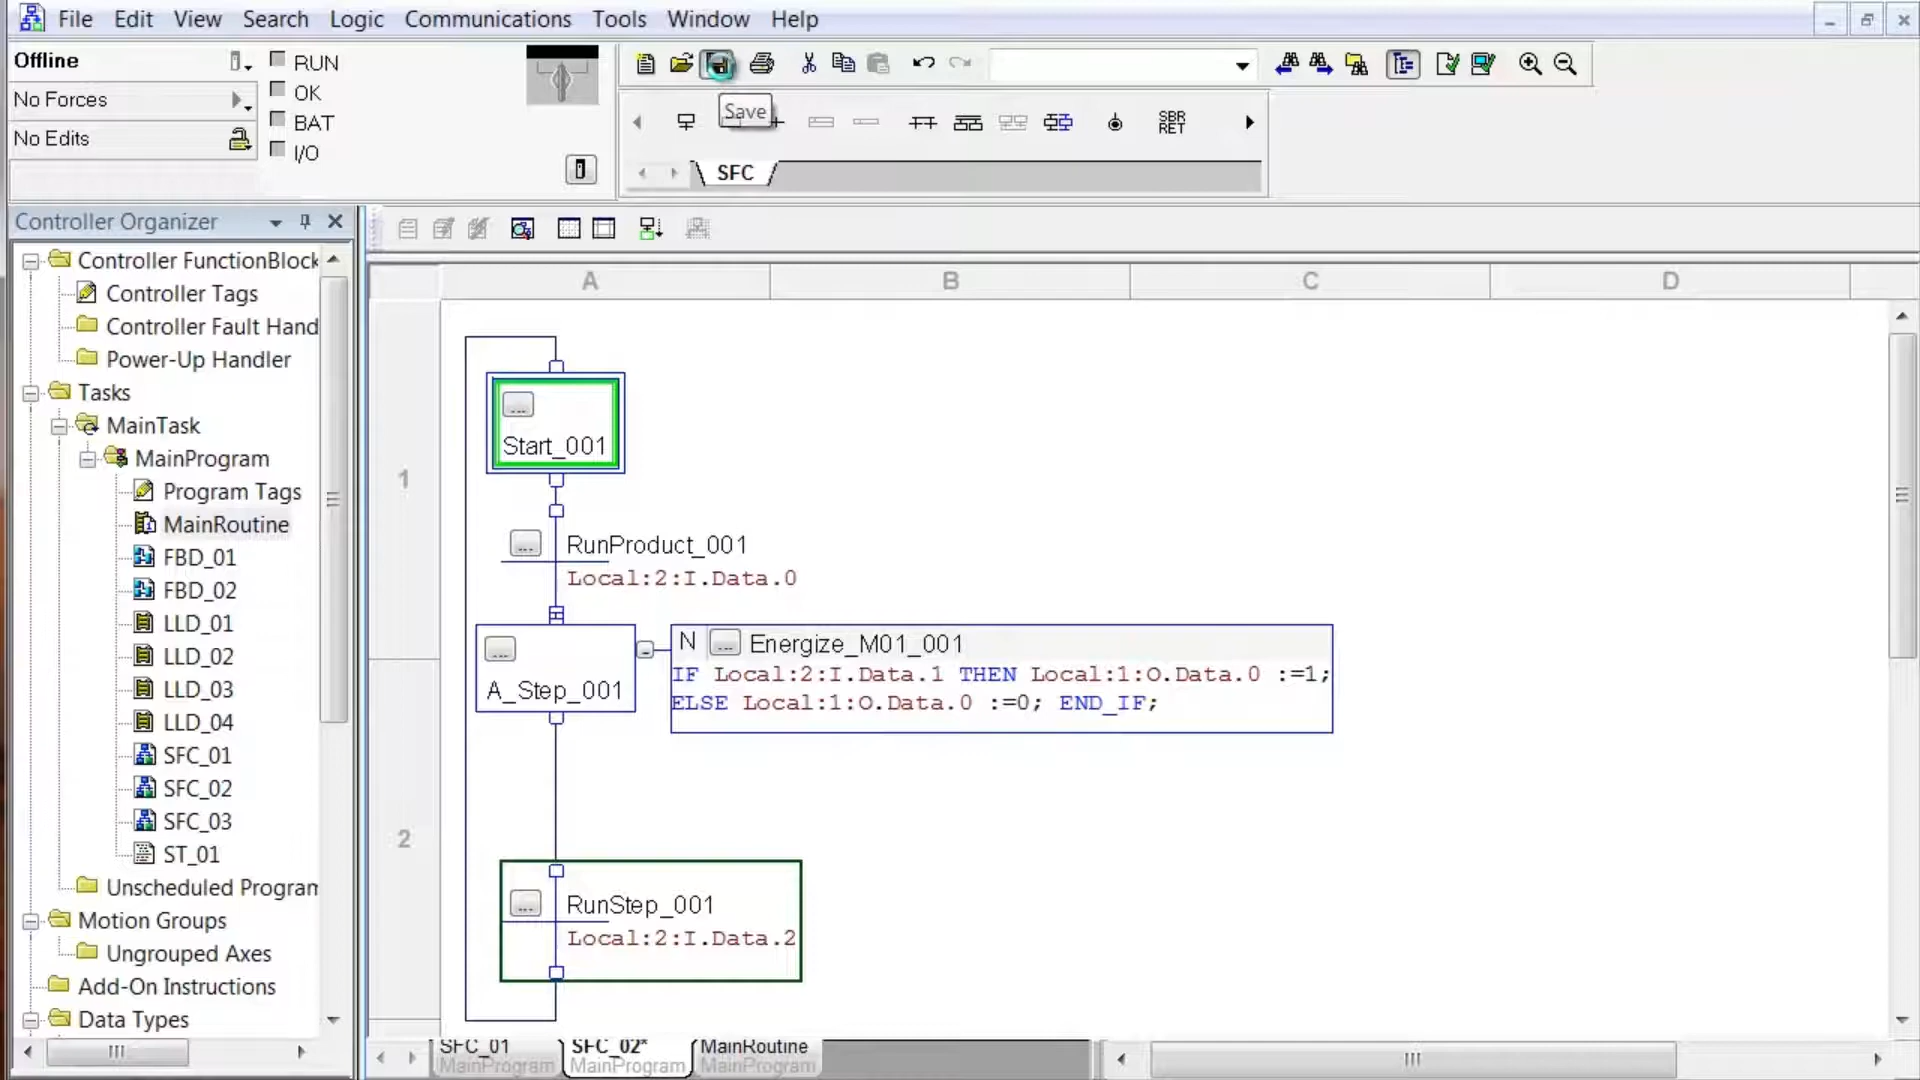 File Edit View Search Logic Communications Tools Window Help
Offline
No Forces
No Edits
RUN
OK
BAT
I/O
Save
SBR
RET
SFC
Controller Organizer
Controller FunctionBlock
Controller Tags
Controller Fault Hand
Power-Up Handler
Tasks
MainTask
MainProgram
Program Tags
MainRoutine
FBD_01
FBD_02
LLD_01
LLD_02
LLD_03
LLD_04
SFC_01
SFC_02
SFC_03
ST_01
Unscheduled Program
Motion Groups
Ungrouped Axes
Add-On Instructions
Data Types
A B C D
1
2
...
Start_001
...
RunProduct_001
Local:2:I.Data.0
...
A_Step_001
N ... Energize_M01_001
IF Local:2:I.Data.1 THEN Local:1:O.Data.0 :=1;
ELSE Local:1:O.Data.0 :=0; END_IF;
...
RunStep_001
Local:2:I.Data.2
SFC_01
MainProgram
SFC_02*
MainProgram
MainRoutine
MainProgram